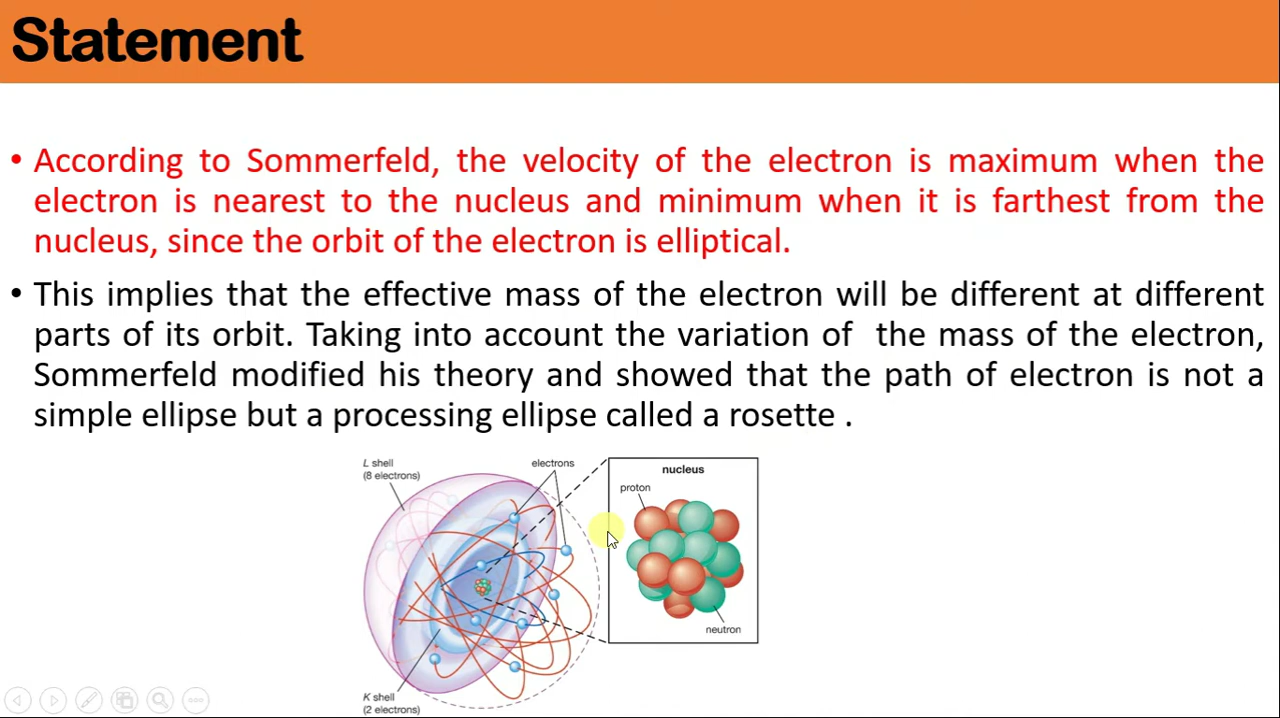 Statement
• According to Sommerfeld, the velocity of the electron is maximum when the
electron is nearest to the nucleus and minimum when it is farthest from the
nucleus, since the orbit of the electron is elliptical.
• This implies that the effective mass of the electron will be different at different
parts of its orbit. Taking into account the variation of the mass of the electron,
Sommerfeld modified his theory and showed that the path of electron is not a
simple ellipse but a processing ellipse called a rosette .
L shell
(8 electrons)
electrons
nucleus
proton
neutron
K shell
(2 electrons)